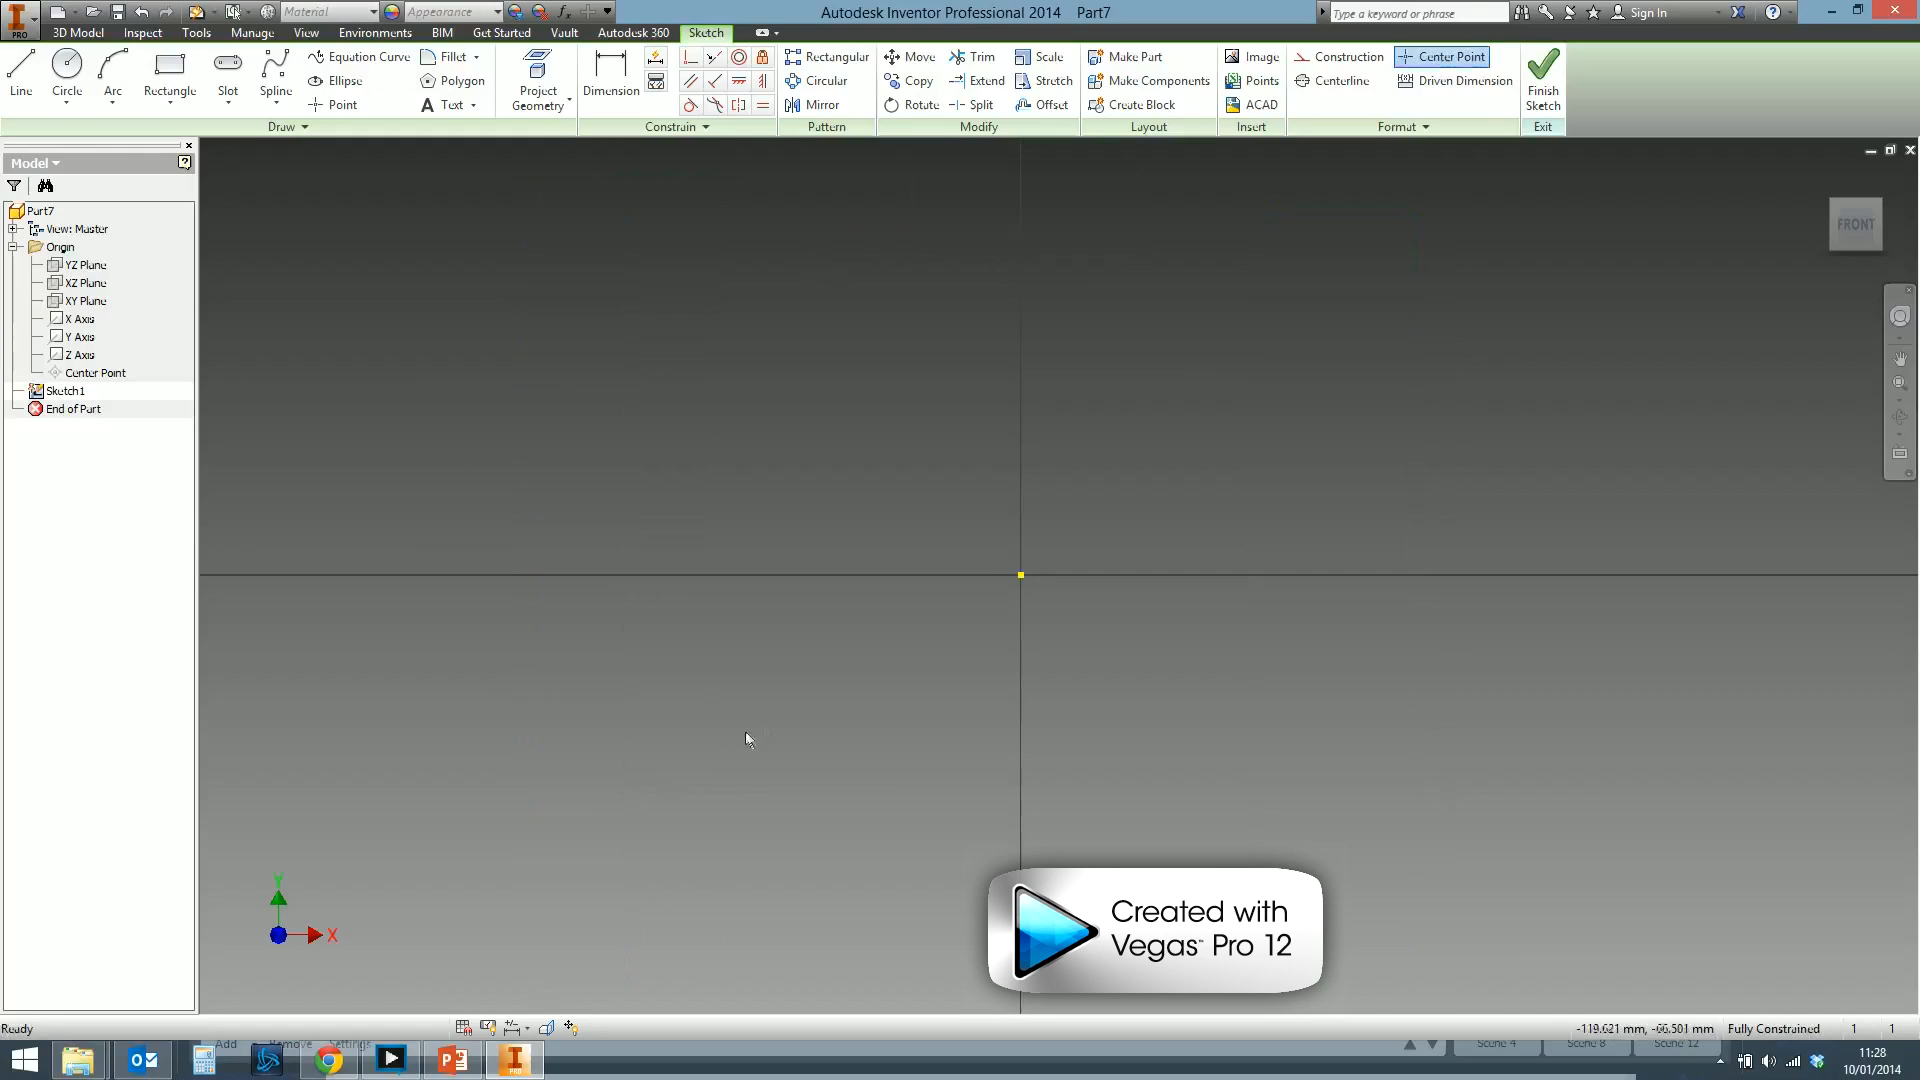 PRO
Material
Appearance
Autodesk Inventor Professional 2014 Part7
Type a keyword or phrase
Sign In
3D Model Inspect Tools Manage View Environments BIM Get Started Vault Autodesk 360 Sketch
Line
Circle
Arc
Rectangle
Slot
Spline
Equation Curve
Ellipse
Point
Fillet
Polygon
Text
Draw
Project
Geometry
Dimension
Constrain
Rectangular
Circular
Mirror
Pattern
Move
Copy
Rotate
Trim
Extend
Split
Scale
Stretch
Offset
Modify
Make Part
Make Components
Create Block
Layout
Image
Points
ACAD
Insert
Construction
Centerline
Center Point
Driven Dimension
Format
Finish
Sketch
Exit
Model
Part7
View: Master
Origin
YZ Plane
XZ Plane
XY Plane
X Axis
Y Axis
Z Axis
Center Point
Sketch1
End of Part
FRONT
Y
X
Created with
Vegas™ Pro 12
Ready
-119.621 mm, -66.501 mm Fully Constrained 1 1
Add Remove Settings
Scene 4 Scene 8 Scene 12
PRO
11:28
10/01/2014